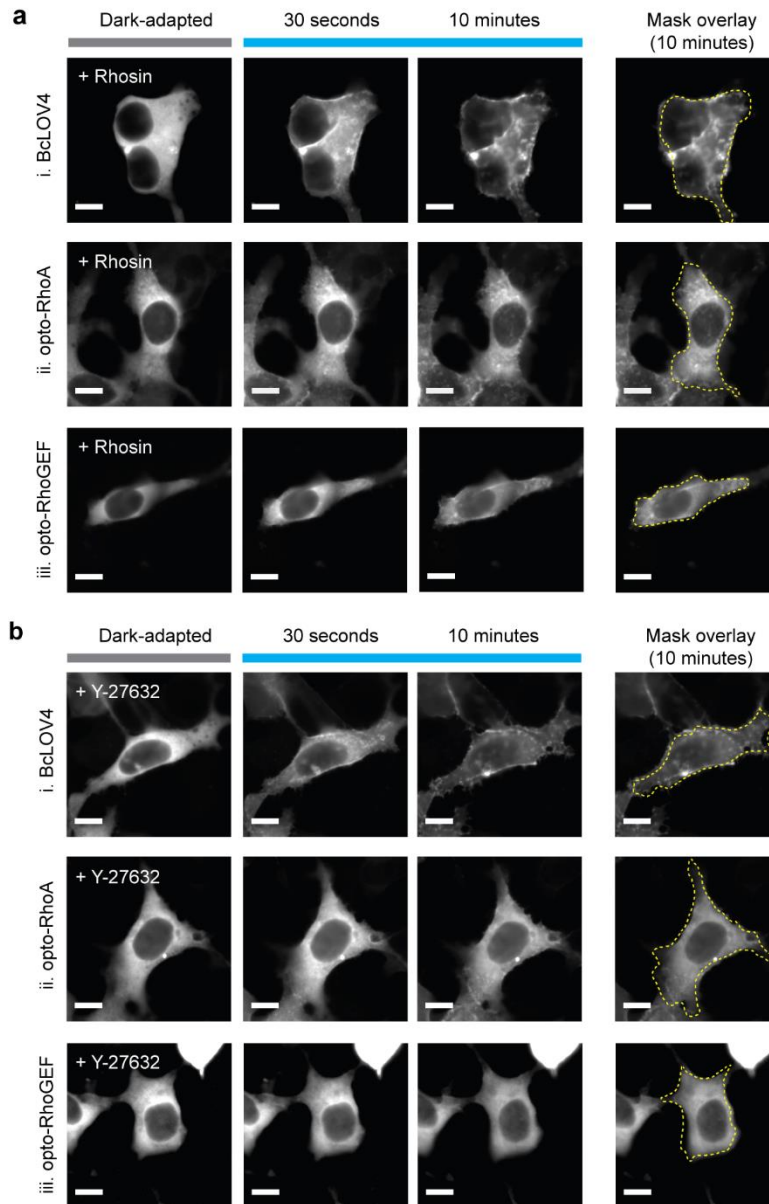 a
Dark-adapted 30 seconds 10 minutes Mask overlay
(10 minutes)
i. BcLOV4
+ Rhosin
ii. opto-RhoA
+ Rhosin
iii. opto-RhoGEF
+ Rhosin
b
Dark-adapted 30 seconds 10 minutes Mask overlay
(10 minutes)
i. BcLOV4
+ Y-27632
ii. opto-RhoA
+ Y-27632
iii. opto-RhoGEF
+ Y-27632